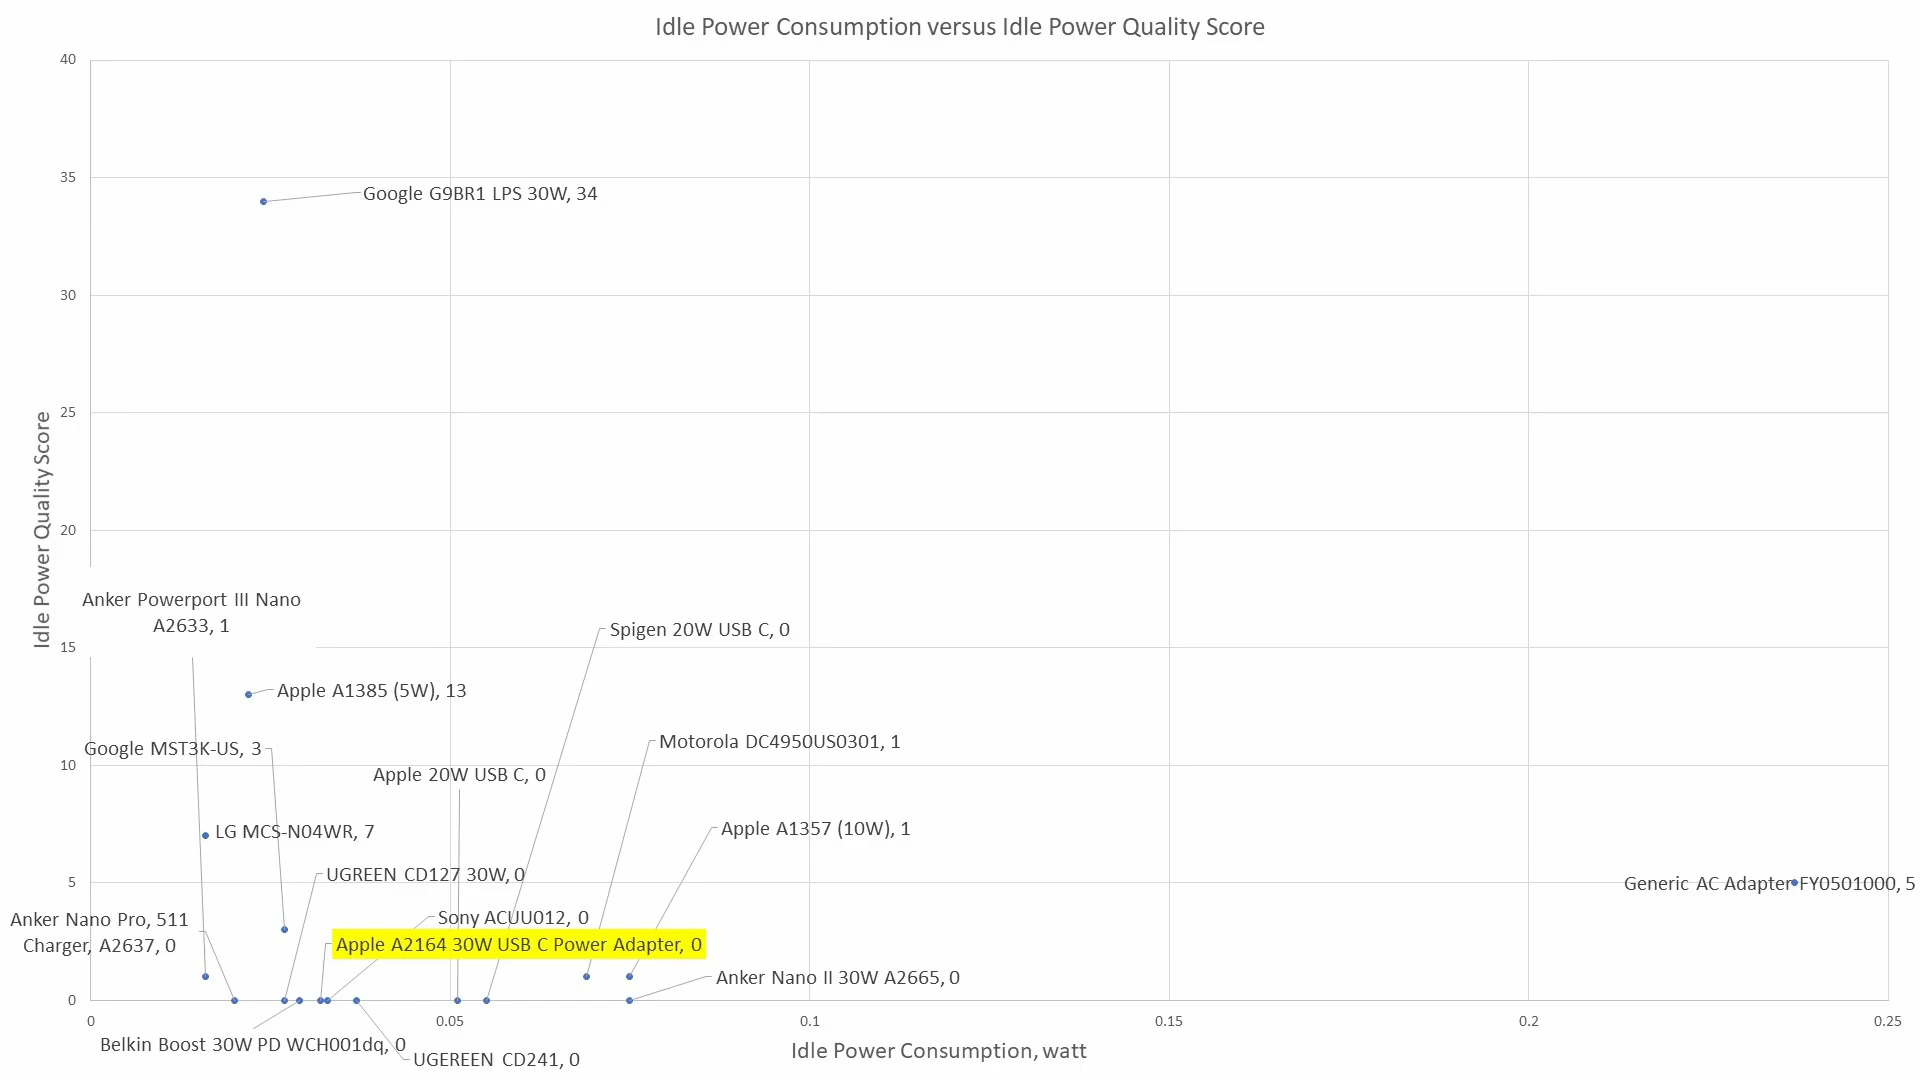 Idle Power Consumption versus Idle Power Quality Score
40
35
Google G9BR1 LPS 30W, 34
30
25
Idle Power Quality Score
20
Anker Powerport III Nano
A2633, 1
Spigen 20W USB C, 0
15
Apple A1385 (5W), 13
Motorola DC4950US0301, 1
Google MST3K-US, 3
10
Apple 20W USB C, 0
Apple A1357 (10W), 1
LG MCS-N04WR, 7
UGREEN CD127 30W, 0
5
Generic AC Adapter FY0501000, 5
Anker Nano Pro, 511
Charger, A2637, 0
Sony ACUU012, 0
Apple A2164 30W USB C Power Adapter, 0
Anker Nano II 30W A2665, 0
0
0 0.05 0.1 0.15 0.2 0.25
Belkin Boost 30W PD WCH001dq, 0
UGEREEN CD241, 0
Idle Power Consumption, watt